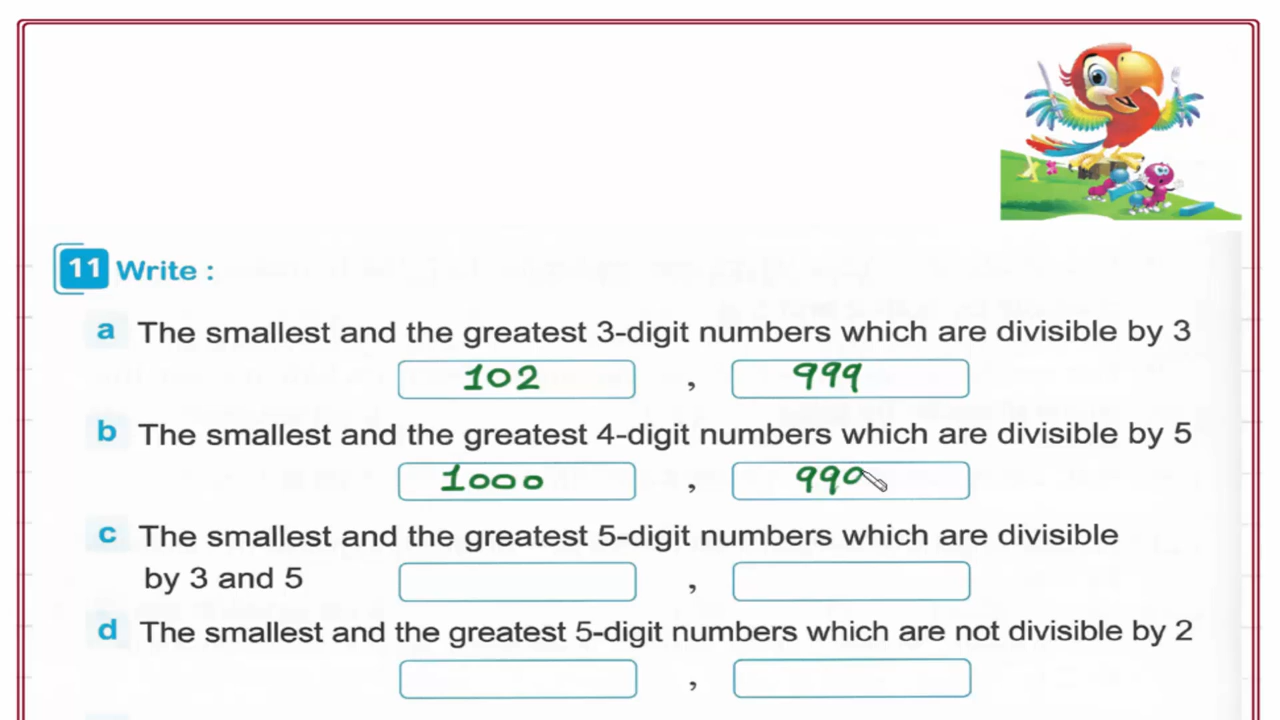 11 Write :
a The smallest and the greatest 3-digit numbers which are divisible by 3
102 , 999
b The smallest and the greatest 4-digit numbers which are divisible by 5
1000 , 990
c The smallest and the greatest 5-digit numbers which are divisible
by 3 and 5 ,
d The smallest and the greatest 5-digit numbers which are not divisible by 2
,